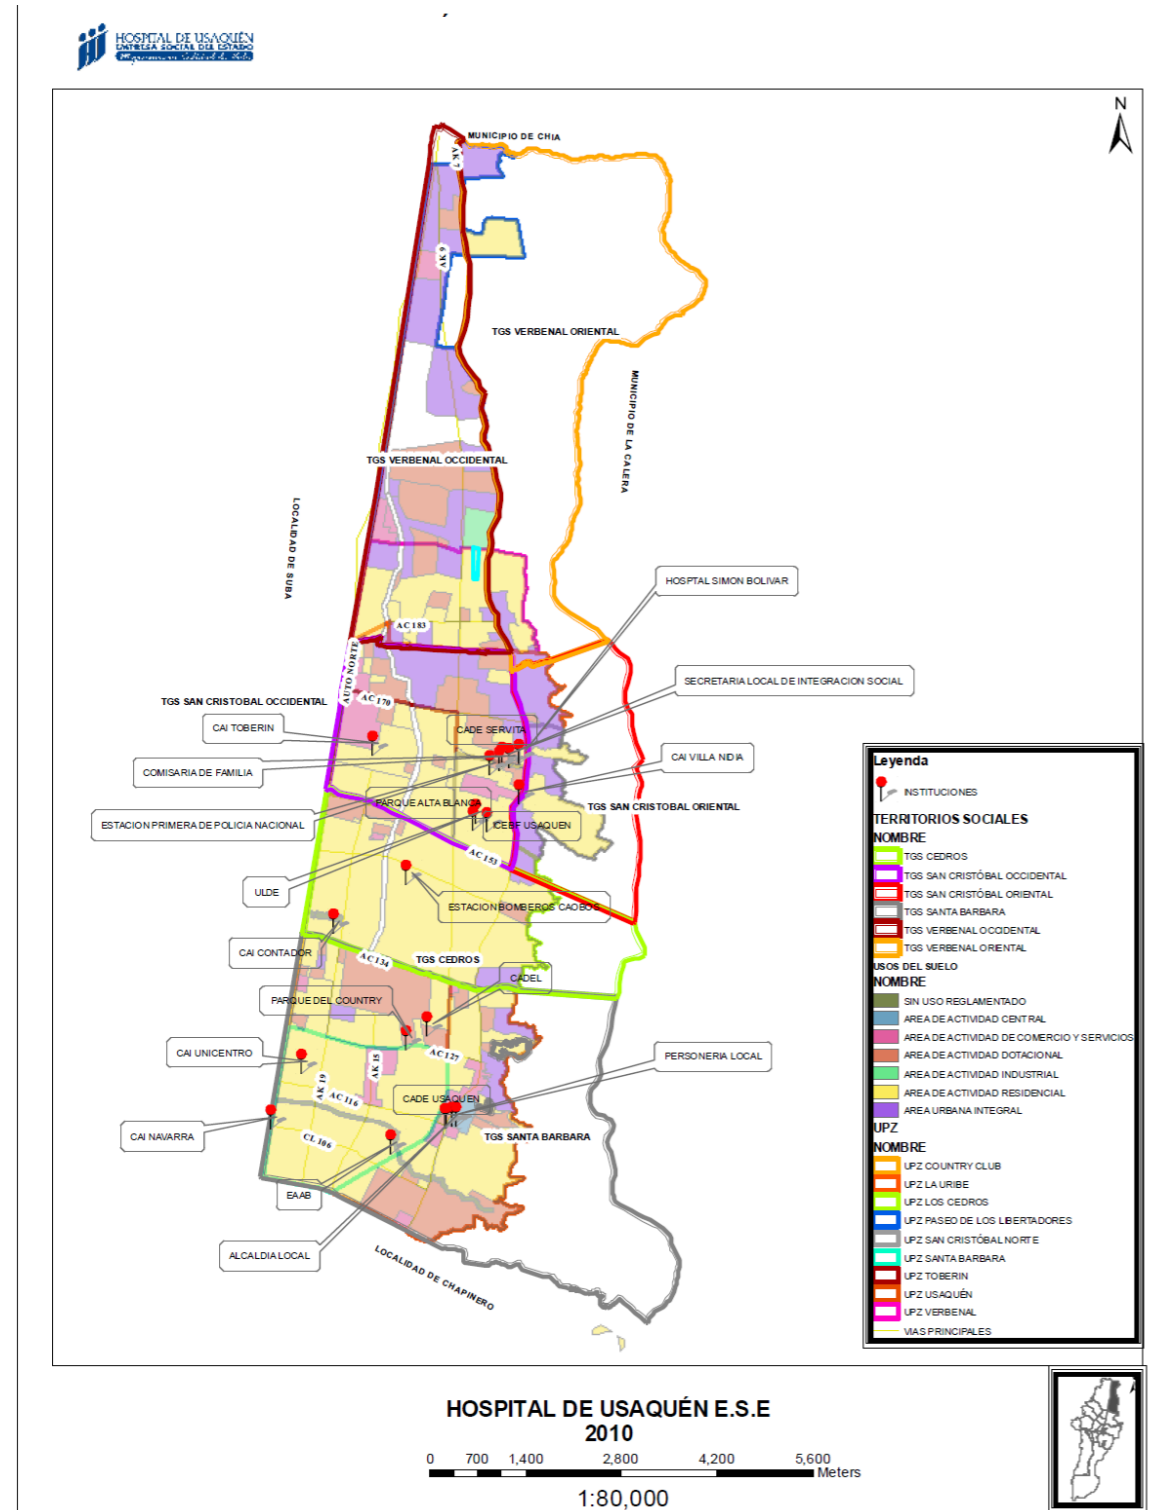 HOSPITAL DE USAQUÉN
EMPRESA SOCIAL DEL ESTADO
N
MUNICIPIO DE CHIA
AK 7
AK 9
TGS VERBENAL ORIENTAL
MUNICIPIO DE LA CALERA
TGS VERBENAL OCCIDENTAL
LOCALIDAD DE SUBA
HOSPTAL SIMON BOLIVAR
AC 183
AUTO NORTE
SECRETARIA LOCAL DE INTEGRACION SOCIAL
TGS SAN CRISTOBAL OCCIDENTAL
AC 170
CAI TOBERIN
CADE SERVITA
CAI VILLA NIDIA
COMISARIA DE FAMILIA
PARQUE ALTA BLANCA
TGS SAN CRISTOBAL ORIENTAL
ESTACION PRIMERA DE POLICIA NACIONAL
ICEBF USAQUEN
AC 153
ULDE
ESTACION BOMBEROS CAOBOS
CAI CONTADOR
AC 134
TGS CEDROS
CADEL
PARQUE DEL COUNTRY
CAI UNICENTRO
AC 127
PERSONERIA LOCAL
AK 15
AK 19
AC 116
CADE USAQUEN
CAI NAVARRA
CL 106
TGS SANTA BARBARA
EAAB
ALCALDIA LOCAL
LOCALIDAD DE CHAPINERO
Leyenda
INSTITUCIONES
TERRITORIOS SOCIALES
NOMBRE
TGS CEDROS
TGS SAN CRISTÓBAL OCCIDENTAL
TGS SAN CRISTÓBAL ORIENTAL
TGS SANTA BARBARA
TGS VERBENAL OCCIDENTAL
TGS VERBENAL ORIENTAL
USOS DEL SUELO
NOMBRE
SIN USO REGLAMENTADO
AREA DE ACTIVIDAD CENTRAL
AREA DE ACTIVIDAD DE COMERCIO Y SERVICIOS
AREA DE ACTIVIDAD DOTACIONAL
AREA DE ACTIVIDAD INDUSTRIAL
AREA DE ACTIVIDAD RESIDENCIAL
AREA URBANA INTEGRAL
UPZ
NOMBRE
UPZ COUNTRY CLUB
UPZ LA URIBE
UPZ LOS CEDROS
UPZ PASEO DE LOS LIBERTADORES
UPZ SAN CRISTÓBAL NORTE
UPZ SANTA BARBARA
UPZ TOBERIN
UPZ USAQUÉN
UPZ VERBENAL
VIAS PRINCIPALES
HOSPITAL DE USAQUÉN E.S.E
2010
0 700 1,400 2,800 4,200 5,600
Meters
1:80,000